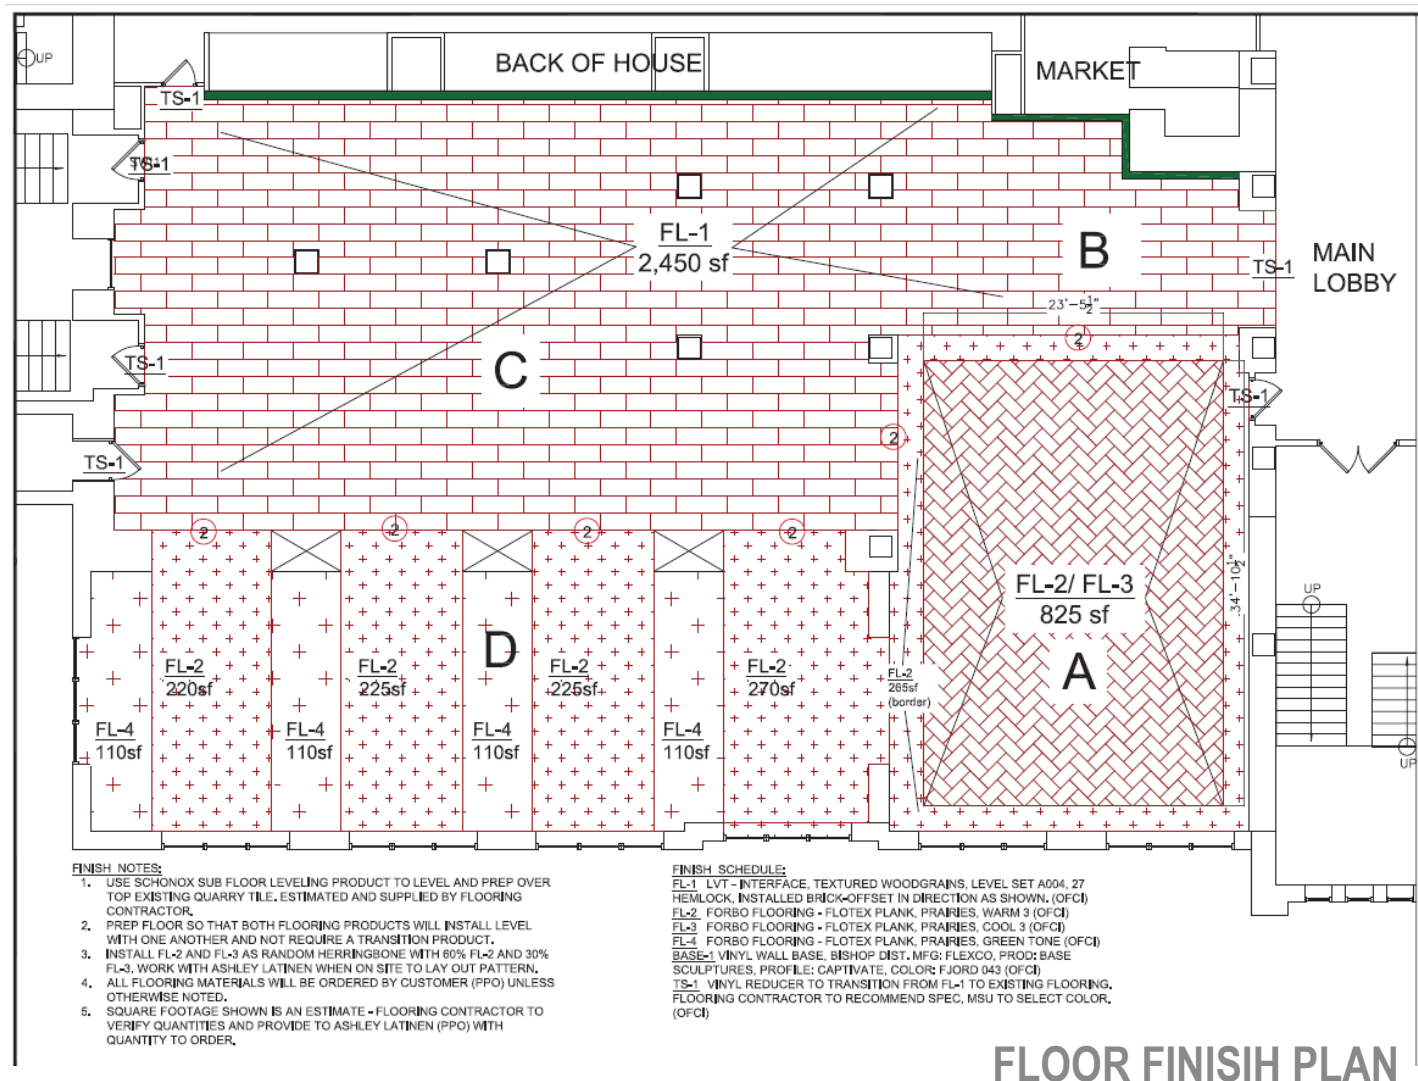 UP
BACK OF HOUSE
MARKET
TS-1
TS-1
FL-1
2,450 sf
B
MAIN
LOBBY
TS-1
23'-5½"
2
TS-1
C
TS-1
2
TS-1
2
2
2
2
FL-2/ FL-3
825 sf
34'-10½"
UP
D
A
FL-2
220sf
FL-2
225sf
FL-2
225sf
FL-2
270sf
FL-2
265sf
(border)
FL-4
110sf
FL-4
110sf
FL-4
110sf
FL-4
110sf
UP
FINISH NOTES:
1. USE SCHONOX SUB FLOOR LEVELING PRODUCT TO LEVEL AND PREP OVER
TOP EXISTING QUARRY TILE. ESTIMATED AND SUPPLIED BY FLOORING
CONTRACTOR.
2. PREP FLOOR SO THAT BOTH FLOORING PRODUCTS WILL INSTALL LEVEL
WITH ONE ANOTHER AND NOT REQUIRE A TRANSITION PRODUCT.
3. INSTALL FL-2 AND FL-3 AS RANDOM HERRINGBONE WITH 60% FL-2 AND 30%
FL-3. WORK WITH ASHLEY LATINEN WHEN ON SITE TO LAY OUT PATTERN.
4. ALL FLOORING MATERIALS WILL BE ORDERED BY CUSTOMER (PPO) UNLESS
OTHERWISE NOTED.
5. SQUARE FOOTAGE SHOWN IS AN ESTIMATE - FLOORING CONTRACTOR TO
VERIFY QUANTITIES AND PROVIDE TO ASHLEY LATINEN (PPO) WITH
QUANTITY TO ORDER.
FINISH SCHEDULE:
FL-1 LVT - INTERFACE, TEXTURED WOODGRAINS, LEVEL SET A004, 27
HEMLOCK, INSTALLED BRICK-OFFSET IN DIRECTION AS SHOWN. (OFCI)
FL-2 FORBO FLOORING - FLOTEX PLANK, PRAIRIES, WARM 3 (OFCI)
FL-3 FORBO FLOORING - FLOTEX PLANK, PRAIRIES, COOL 3 (OFCI)
FL-4 FORBO FLOORING - FLOTEX PLANK, PRAIRIES, GREEN TONE (OFCI)
BASE-1 VINYL WALL BASE, BISHOP DIST. MFG: FLEXCO, PROD: BASE
SCULPTURES, PROFILE: CAPTIVATE, COLOR: FJORD 043 (OFCI)
TS-1 VINYL REDUCER TO TRANSITION FROM FL-1 TO EXISTING FLOORING.
FLOORING CONTRACTOR TO RECOMMEND SPEC, MSU TO SELECT COLOR.
(OFCI)
FLOOR FINISIH PLAN